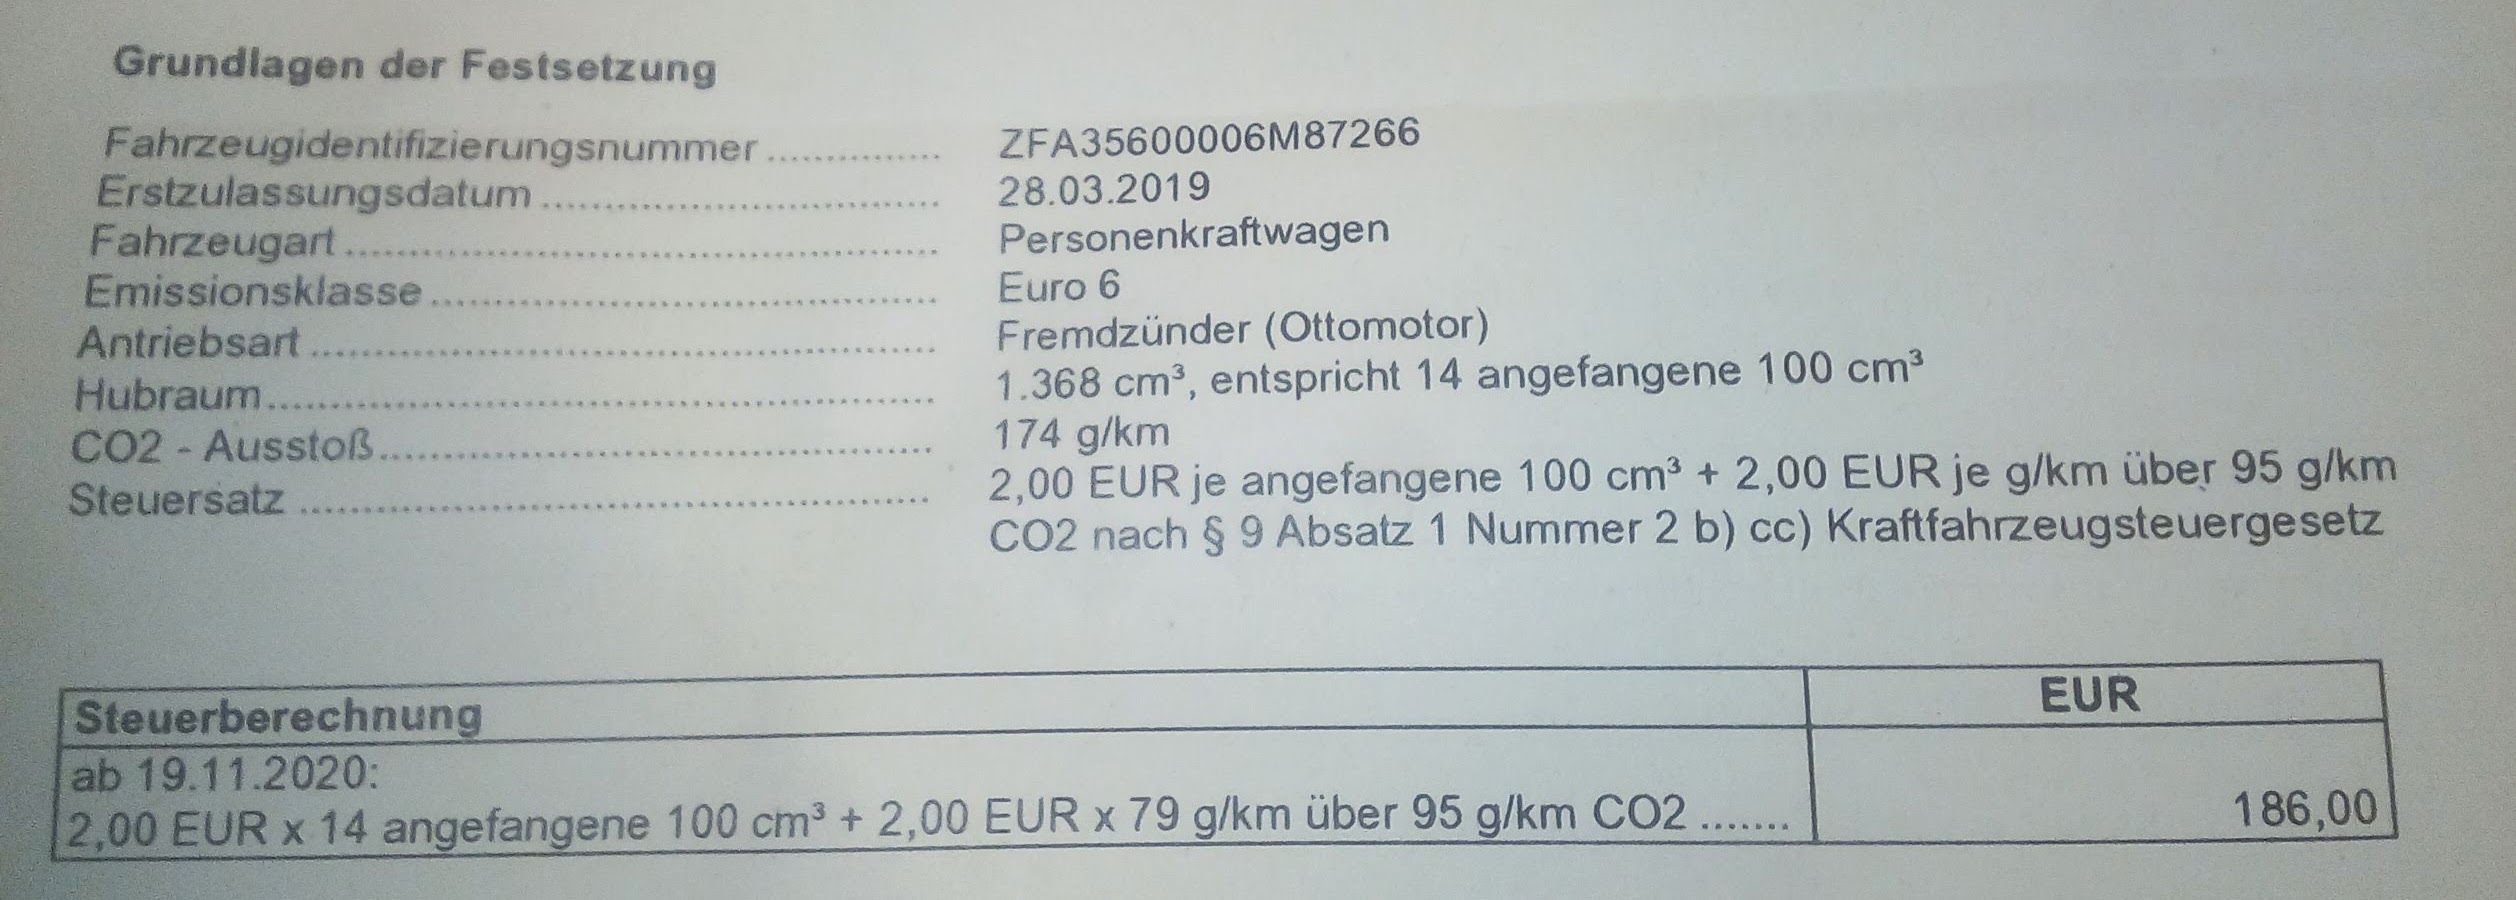 Grundlagen der Festsetzung
Fahrzeugidentifizierungsnummer ............... ZFA35600006M87266
Erstzulassungsdatum ................................ 28.03.2019
Fahrzeugart ................................................ Personenkraftwagen
Emissionsklasse ........................................ Euro 6
Antriebsart .................................................. Fremdzünder (Ottomotor)
Hubraum..................................................... 1.368 cm³, entspricht 14 angefangene 100 cm³
CO2 - Ausstoß............................................ 174 g/km
Steuersatz .................................................. 2,00 EUR je angefangene 100 cm³ + 2,00 EUR je g/km über 95 g/km
CO2 nach § 9 Absatz 1 Nummer 2 b) cc) Kraftfahrzeugsteuergesetz
Steuerberechnung EUR
ab 19.11.2020:
2,00 EUR x 14 angefangene 100 cm³ + 2,00 EUR x 79 g/km über 95 g/km CO2 ....... 186,00